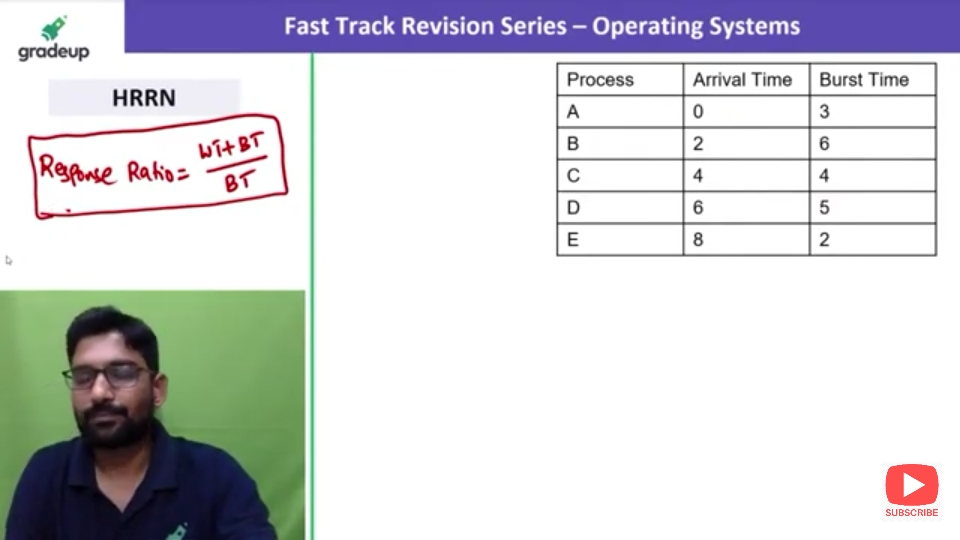 Fast Track Revision Series – Operating Systems
gradeup
HRRN
Response Ratio = WT + BT
BT
Process Arrival Time Burst Time
A 0 3
B 2 6
C 4 4
D 6 5
E 8 2
SUBSCRIBE